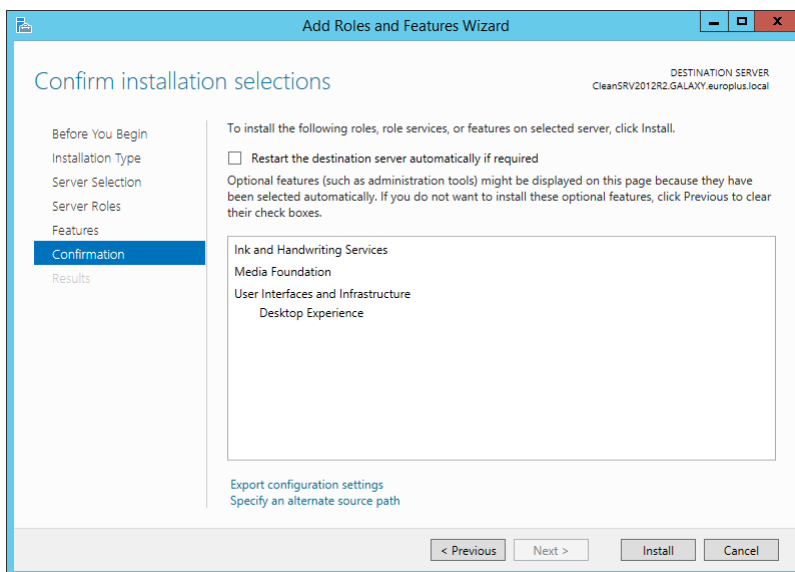 Add Roles and Features Wizard
Confirm installation selections
DESTINATION SERVER
CleanSRV2012R2.GALAXY.europlus.local
Before You Begin
Installation Type
Server Selection
Server Roles
Features
Confirmation
Results
To install the following roles, role services, or features on selected server, click Install.
Restart the destination server automatically if required
Optional features (such as administration tools) might be displayed on this page because they have
been selected automatically. If you do not want to install these optional features, click Previous to clear
their check boxes.
Ink and Handwriting Services
Media Foundation
User Interfaces and Infrastructure
Desktop Experience
Export configuration settings
Specify an alternate source path
< Previous
Next >
Install
Cancel